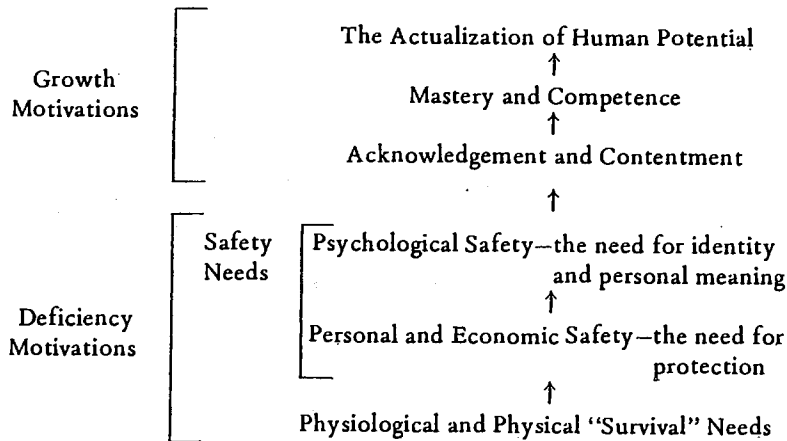 The Actualization of Human Potential
↑
Growth
Motivations
Mastery and Competence
↑
Acknowledgement and Contentment
↑
Safety
Needs
Psychological Safety—the need for identity
and personal meaning
↑
Deficiency
Motivations
Personal and Economic Safety—the need for
protection
↑
Physiological and Physical “Survival” Needs